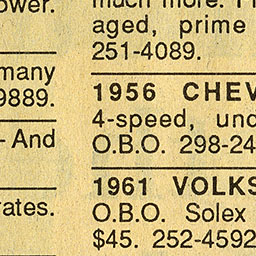 ower.
many
9889.
- And
rates.
much more. Fi
aged, prime
251-4089.
1956 CHEV
4-speed, und
O.B.O. 298-24
1961 VOLKS
O.B.O. Solex
$45. 252-4592